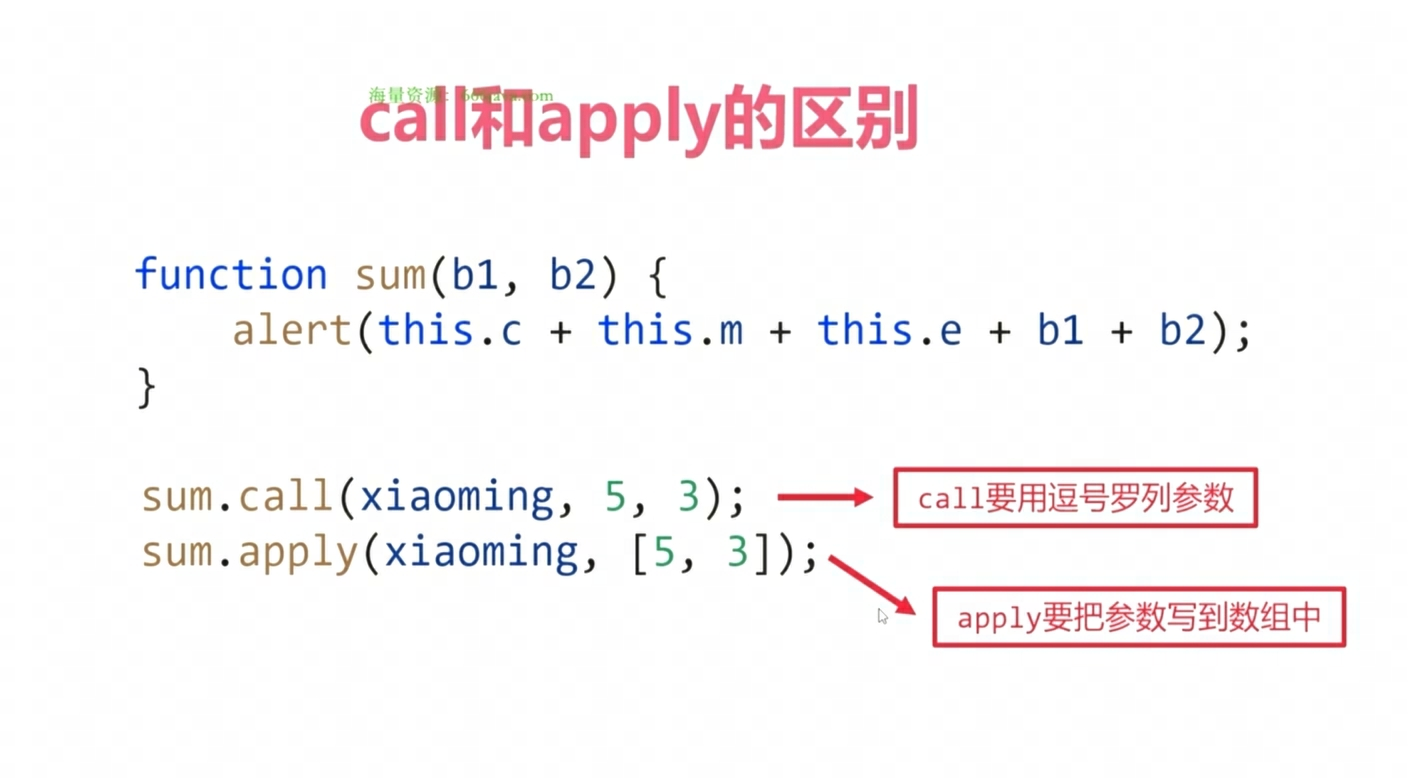 海量资源：
call和apply的区别
function sum(b1, b2) {
    alert(this.c + this.m + this.e + b1 + b2);
}
sum.call(xiaoming, 5, 3);
call要用逗号罗列参数
sum.apply(xiaoming, [5, 3]);
apply要把参数写到数组中